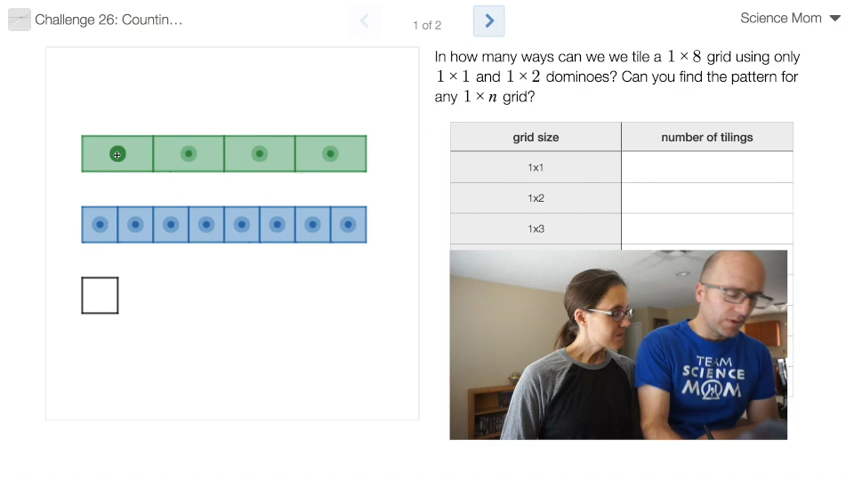 Challenge 26: Countin...
1 of 2
Science Mom
In how many ways can we we tile a 1 × 8 grid using only
1 × 1 and 1 × 2 dominoes? Can you find the pattern for
any 1 × n grid?
grid size number of tilings
1x1
1x2
1x3
TEAM
SCIENCE
MOM